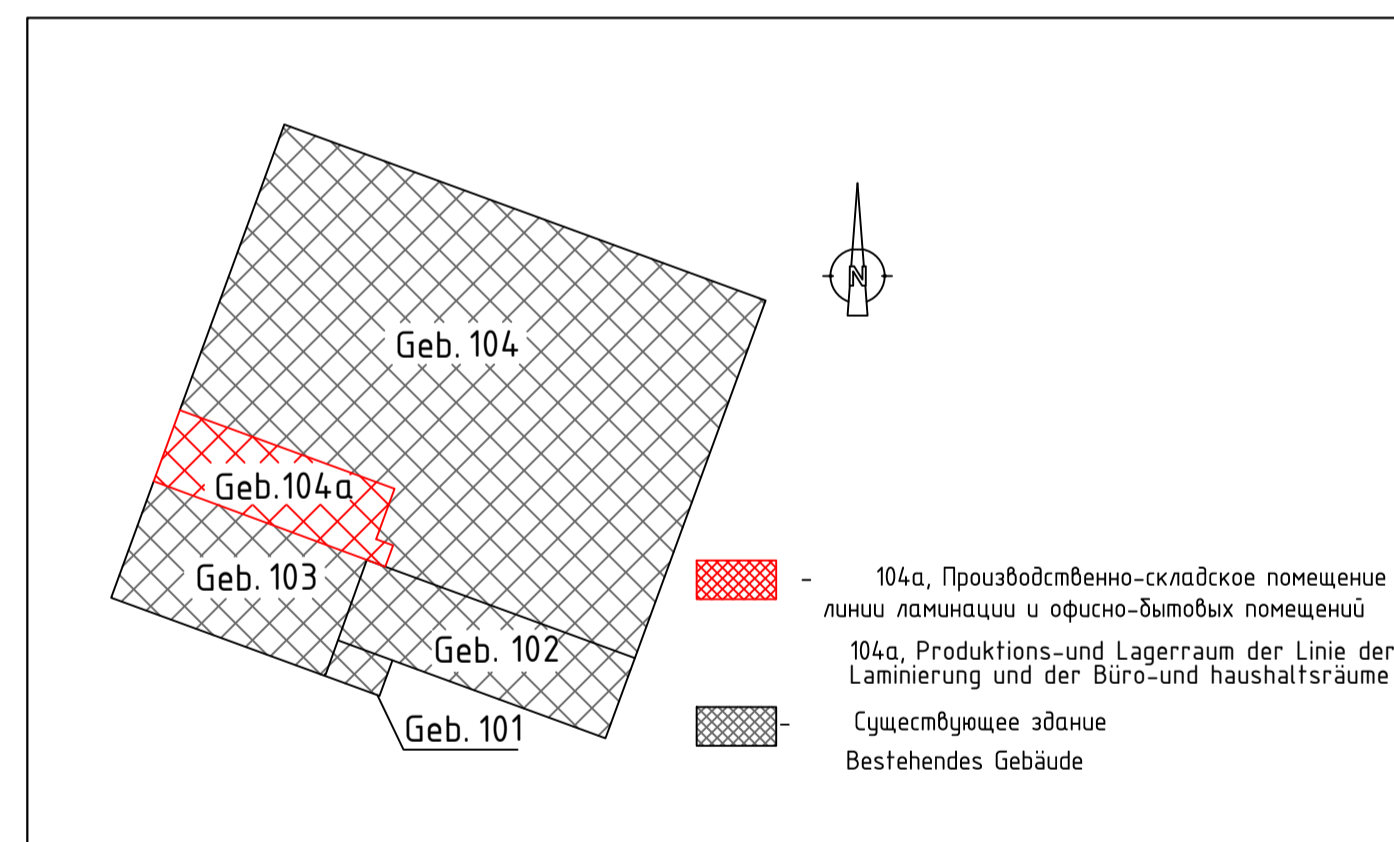 Geb. 104
N
Geb.104a
Geb. 103
Geb. 102
Geb. 101
- 104а, Производственно-складское помещение
линии ламинации и офисно-бытовых помещений
104a, Produktions-und Lagerraum der Linie der
Laminierung und der Büro-und haushaltsräume
- Существующее здание
Bestehendes Gebäude